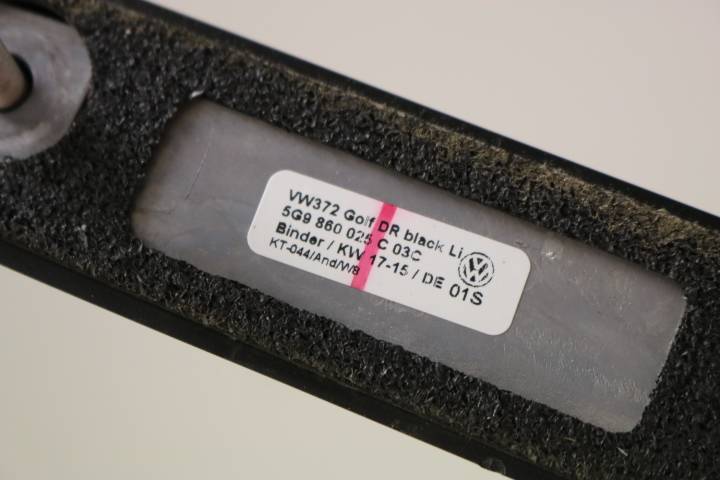 VW372 Golf DR black Li
5G9 860 025 C 03C
Binder / KW 17-15 / DE 01S
KT-044/And/W8